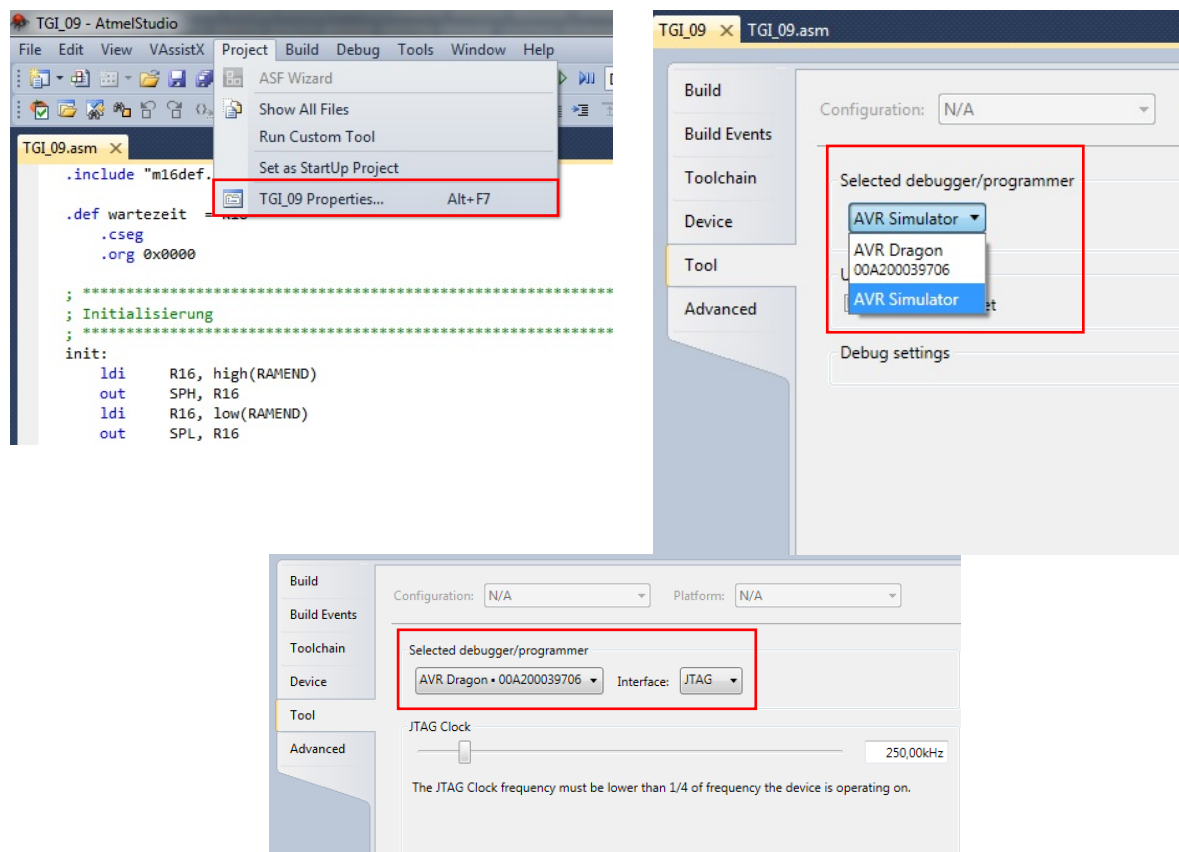 TGI_09 - AtmelStudio
File Edit View VAssistX Project Build Debug Tools Window Help
ASF Wizard
Show All Files
Run Custom Tool
Set as StartUp Project
TGI_09 Properties... Alt+F7
TGI_09.asm
.include "m16def.
.def wartezeit =
.cseg
.org 0x0000
; *************************************************************
; Initialisierung
; *************************************************************
init:
ldi R16, high(RAMEND)
out SPH, R16
ldi R16, low(RAMEND)
out SPL, R16
TGI_09 TGI_09.asm
Build
Build Events
Toolchain
Device
Tool
Advanced
Configuration: N/A
Selected debugger/programmer
AVR Simulator
AVR Dragon
00A200039706
AVR Simulator
Debug settings
Build
Build Events
Toolchain
Device
Tool
Advanced
Configuration: N/A Platform: N/A
Selected debugger/programmer
AVR Dragon • 00A200039706 Interface: JTAG
JTAG Clock
250,00kHz
The JTAG Clock frequency must be lower than 1/4 of frequency the device is operating on.